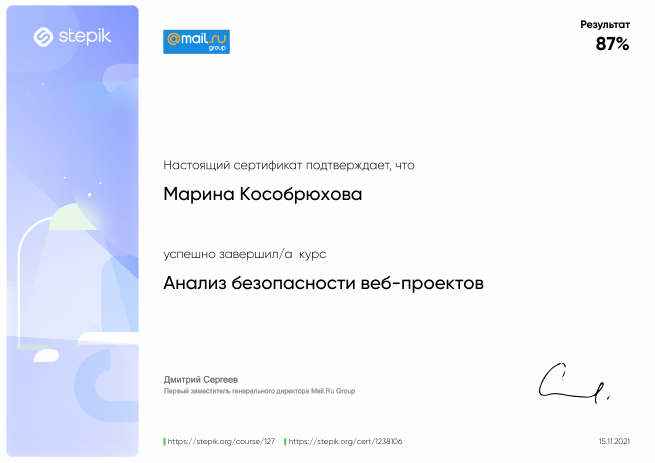 stepik
@mail.ru
group
Результат
87%
Настоящий сертификат подтверждает, что
Марина Кособрюхова
успешно завершил/а курс
Анализ безопасности веб-проектов
Дмитрий Сергеев
Первый заместитель генерального директора Mail.Ru Group
https://stepik.org/course/127 https://stepik.org/cert/1238106 15.11.2021